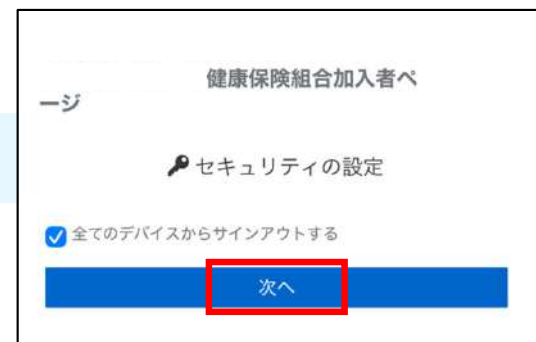 健康保険組合加入者ペ
ージ
セキュリティの設定
全てのデバイスからサインアウトする
次へ